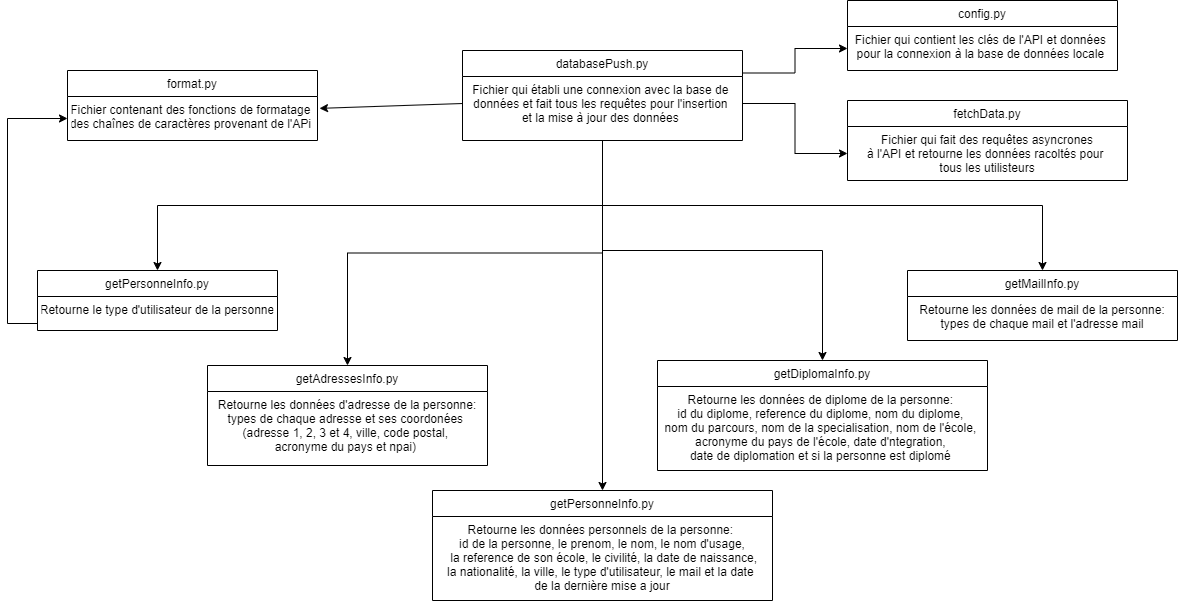 config.py
Fichier qui contient les clés de l'API et données
pour la connexion à la base de données locale
databasePush.py
Fichier qui établi une connexion avec la base de
données et fait tous les requêtes pour l'insertion
et la mise à jour des données
format.py
Fichier contenant des fonctions de formatage
des chaînes de caractères provenant de l'APi
fetchData.py
Fichier qui fait des requêtes asyncrones
à l'API et retourne les données racoltés pour
tous les utilisteurs
getPersonneInfo.py
Retourne le type d'utilisateur de la personne
getMailInfo.py
Retourne les données de mail de la personne:
types de chaque mail et l'adresse mail
getAdressesInfo.py
Retourne les données d'adresse de la personne:
types de chaque adresse et ses coordonées
(adresse 1, 2, 3 et 4, ville, code postal,
acronyme du pays et npai)
getDiplomaInfo.py
Retourne les données de diplome de la personne:
id du diplome, reference du diplome, nom du diplome,
nom du parcours, nom de la specialisation, nom de l'école,
acronyme du pays de l'école, date d'ntegration,
date de diplomation et si la personne est diplomé
getPersonneInfo.py
Retourne les données personnels de la personne:
id de la personne, le prenom, le nom, le nom d'usage,
la reference de son école, le civilité, la date de naissance,
la nationalité, la ville, le type d'utilisateur, le mail et la date
de la dernière mise a jour